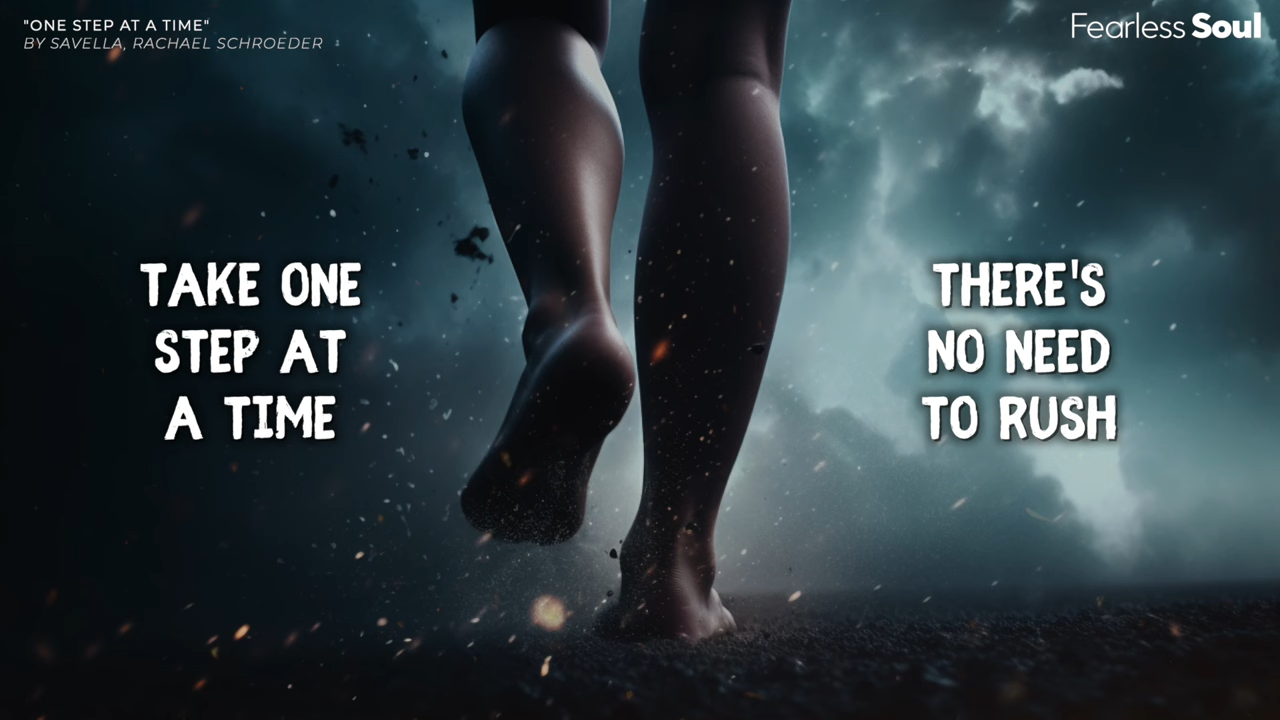 "ONE STEP AT A TIME"
BY SAVELLA, RACHAEL SCHROEDER
Fearless Soul
TAKE ONE
STEP AT
A TIME
THERE'S
NO NEED
TO RUSH